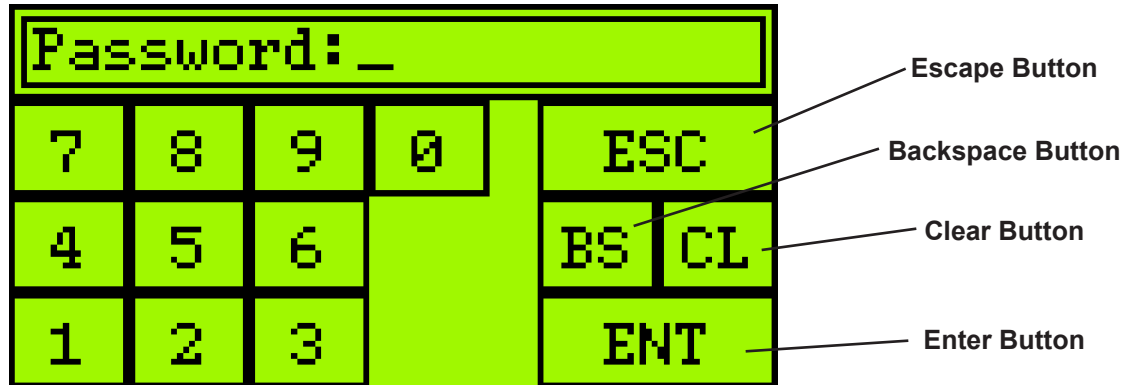 Password:_
Escape Button
7 8 9 0 ESC
Backspace Button
4 5 6 BS CL
Clear Button
1 2 3 ENT
Enter Button